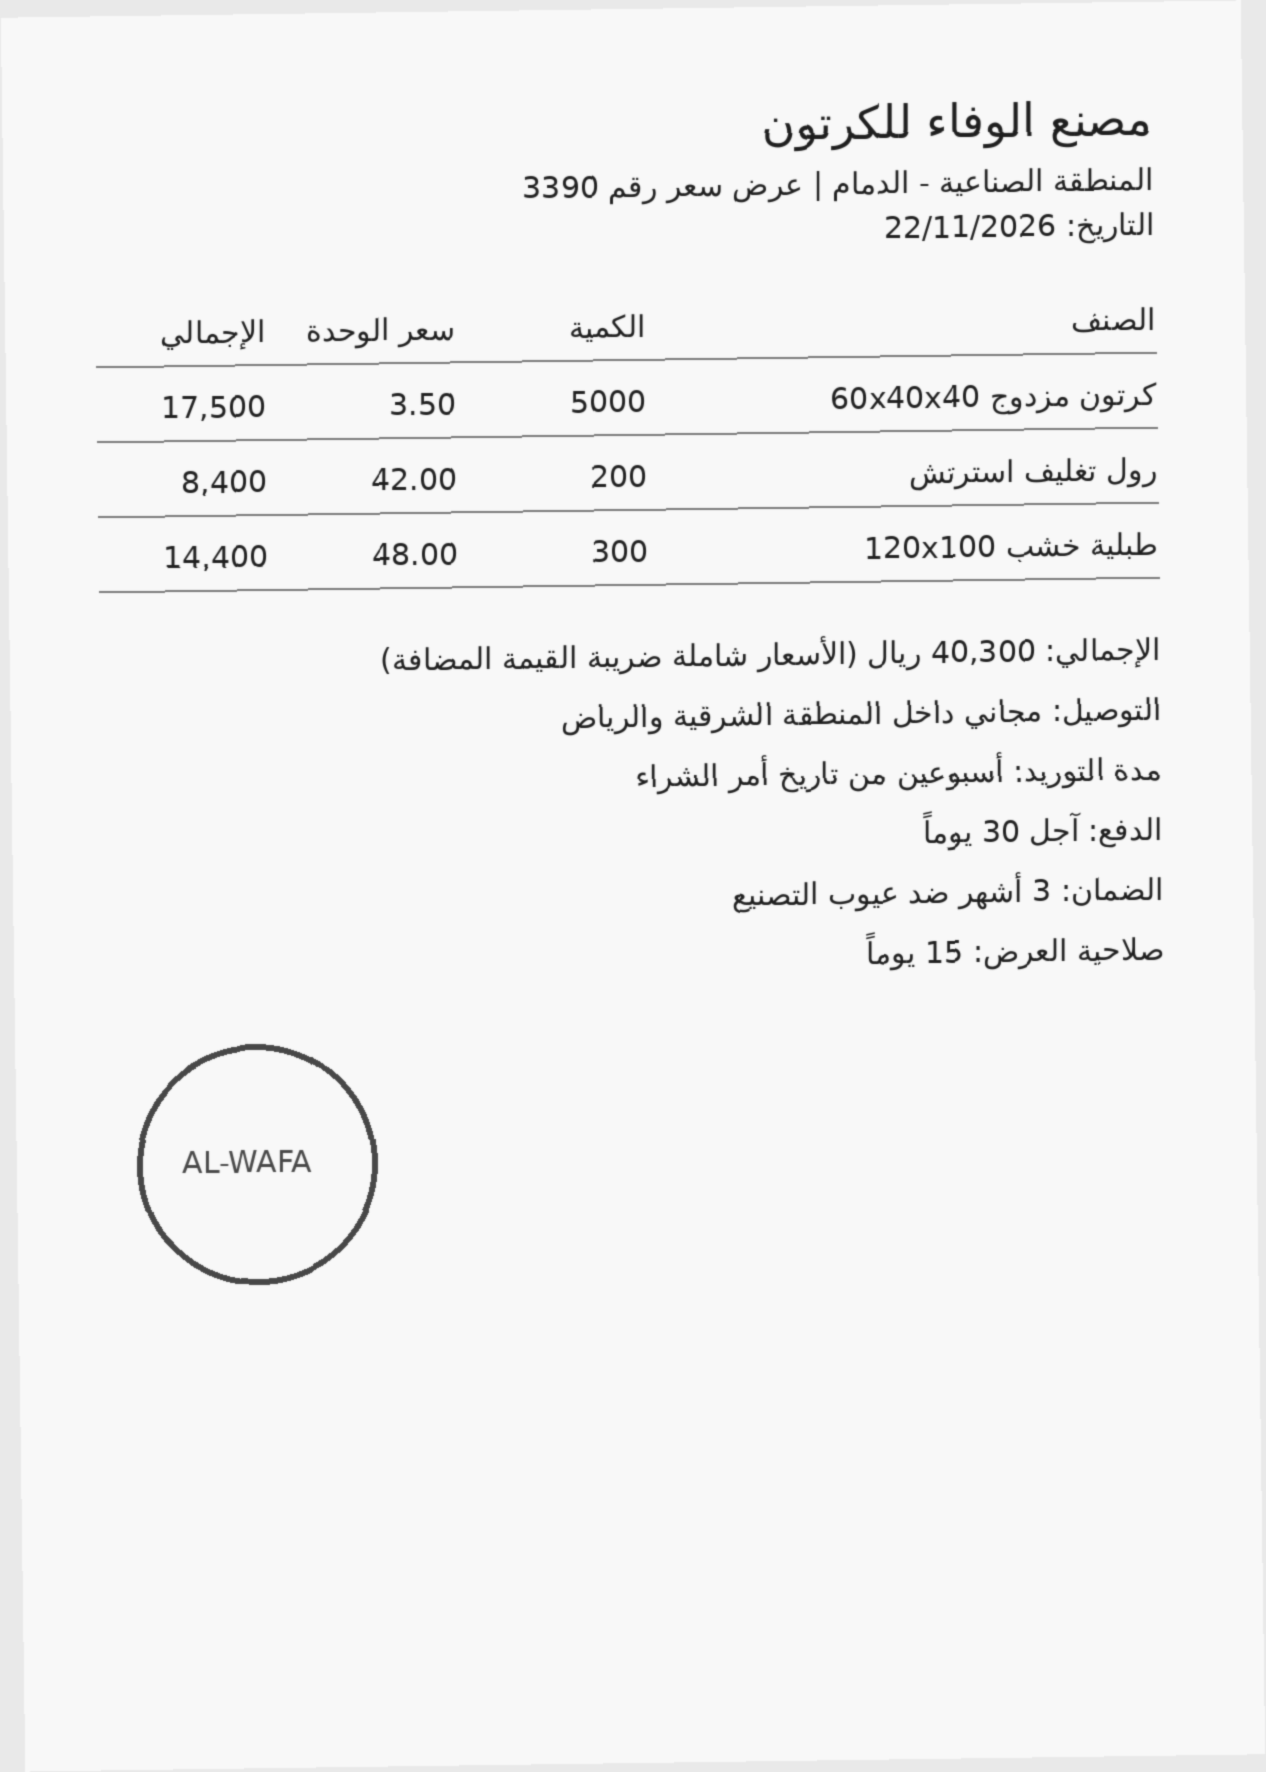 مصنع الوفاء للكرتون
المنطقة الصناعية - الدمام | عرض سعر رقم 3390
التاريخ: 22/11/2026
الصنف الكمية سعر الوحدة الإجمالي
كرتون مزدوج 60x40x40 5000 3.50 17,500
رول تغليف استرتش 200 42.00 8,400
طبلية خشب 120x100 300 48.00 14,400
الإجمالي: 40,300 ريال (الأسعار شاملة ضريبة القيمة المضافة)
التوصيل: مجاني داخل المنطقة الشرقية والرياض
مدة التوريد: أسبوعين من تاريخ أمر الشراء
الدفع: آجل 30 يوماً
الضمان: 3 أشهر ضد عيوب التصنيع
صلاحية العرض: 15 يوماً
AL-WAFA